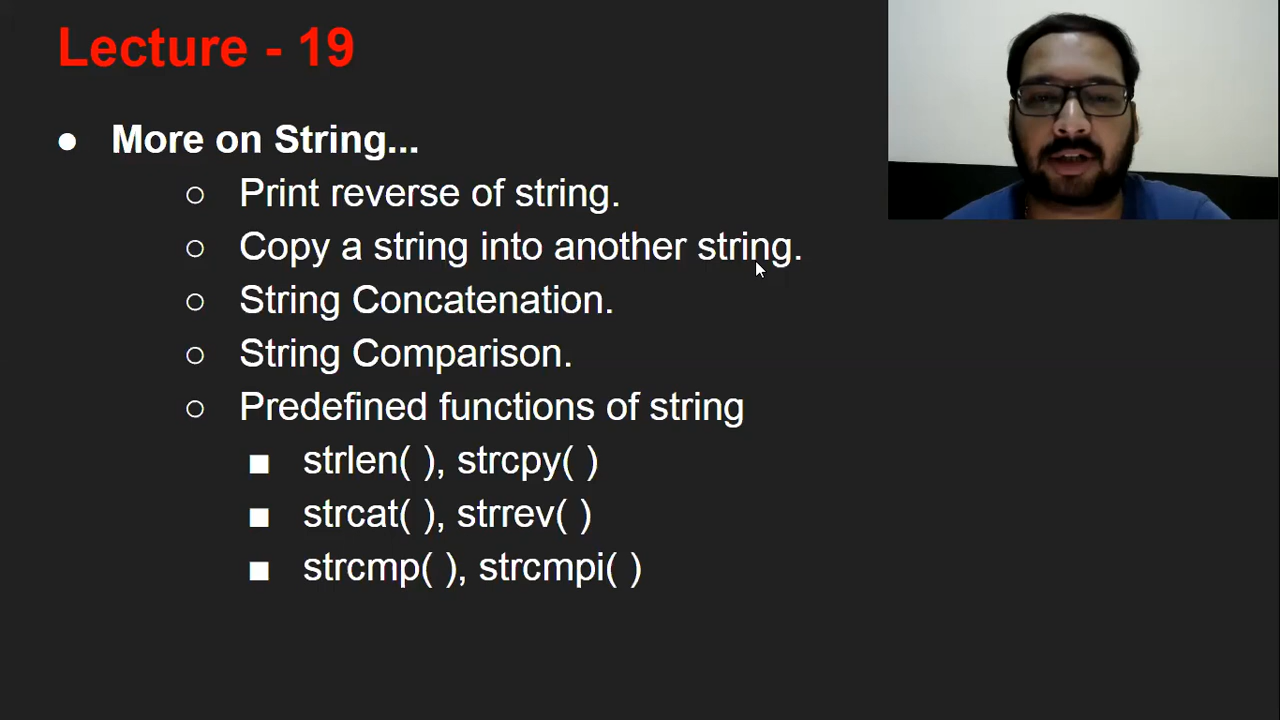 Lecture - 19
● More on String...
○ Print reverse of string.
○ Copy a string into another string.
○ String Concatenation.
○ String Comparison.
○ Predefined functions of string
■ strlen( ), strcpy( )
■ strcat( ), strrev( )
■ strcmp( ), strcmpi( )